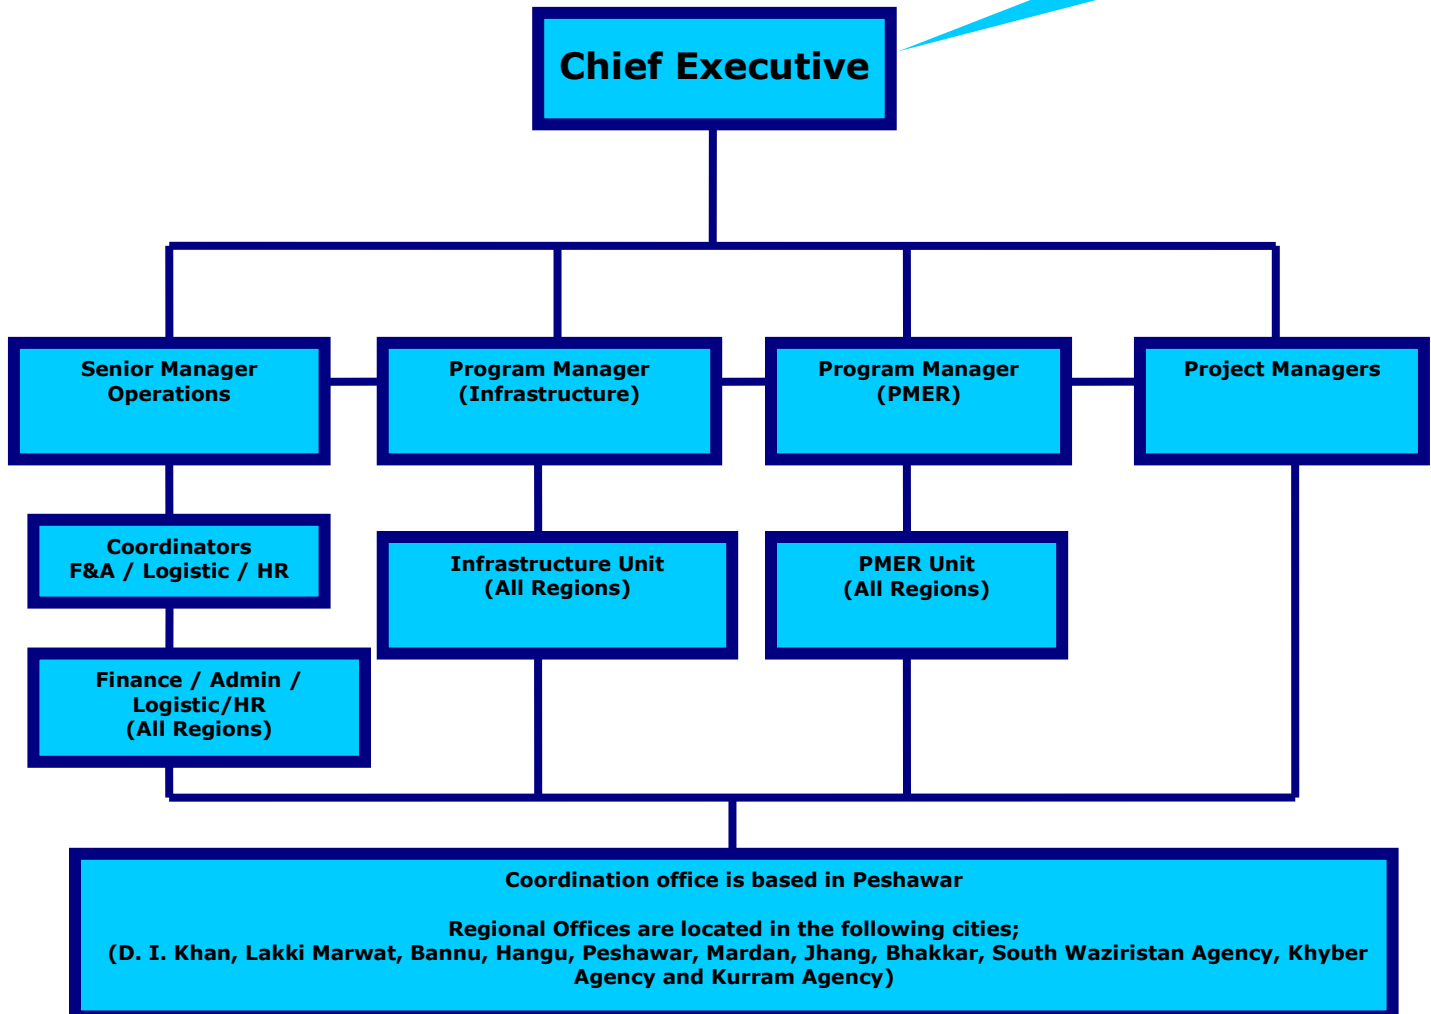 Chief Executive
Senior Manager
Operations
Program Manager
(Infrastructure)
Program Manager
(PMER)
Project Managers
Coordinators
F&A / Logistic / HR
Infrastructure Unit
(All Regions)
PMER Unit
(All Regions)
Finance / Admin /
Logistic/HR
(All Regions)
Coordination office is based in Peshawar
Regional Offices are located in the following cities;
(D. I. Khan, Lakki Marwat, Bannu, Hangu, Peshawar, Mardan, Jhang, Bhakkar, South Waziristan Agency, Khyber
Agency and Kurram Agency)